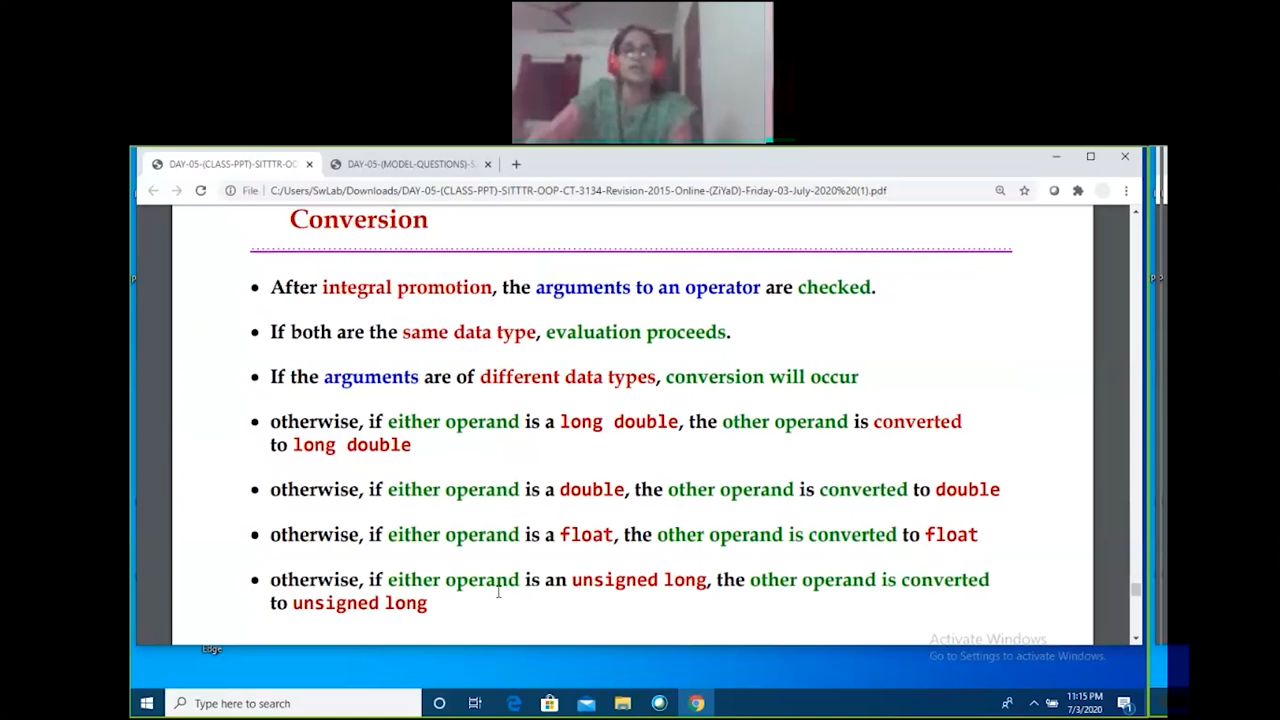 DAY-05-(CLASS-PPT)-SITTTR-OO
DAY-05-(MODEL-QUESTIONS)-S
File
C:/Users/SwLab/Downloads/DAY-05-(CLASS-PPT)-SITTTR-OOP-CT-3134-Revision-2015-Online-(ZiYaD)-Friday-03-July-2020%20(1).pdf
Conversion
• After integral promotion, the arguments to an operator are checked.
• If both are the same data type, evaluation proceeds.
• If the arguments are of different data types, conversion will occur
• otherwise, if either operand is a long double, the other operand is converted
to long double
• otherwise, if either operand is a double, the other operand is converted to double
• otherwise, if either operand is a float, the other operand is converted to float
• otherwise, if either operand is an unsigned long, the other operand is converted
to unsigned long
Activate Windows
Go to Settings to activate Windows.
Edge
Type here to search
11:15 PM
7/3/2020